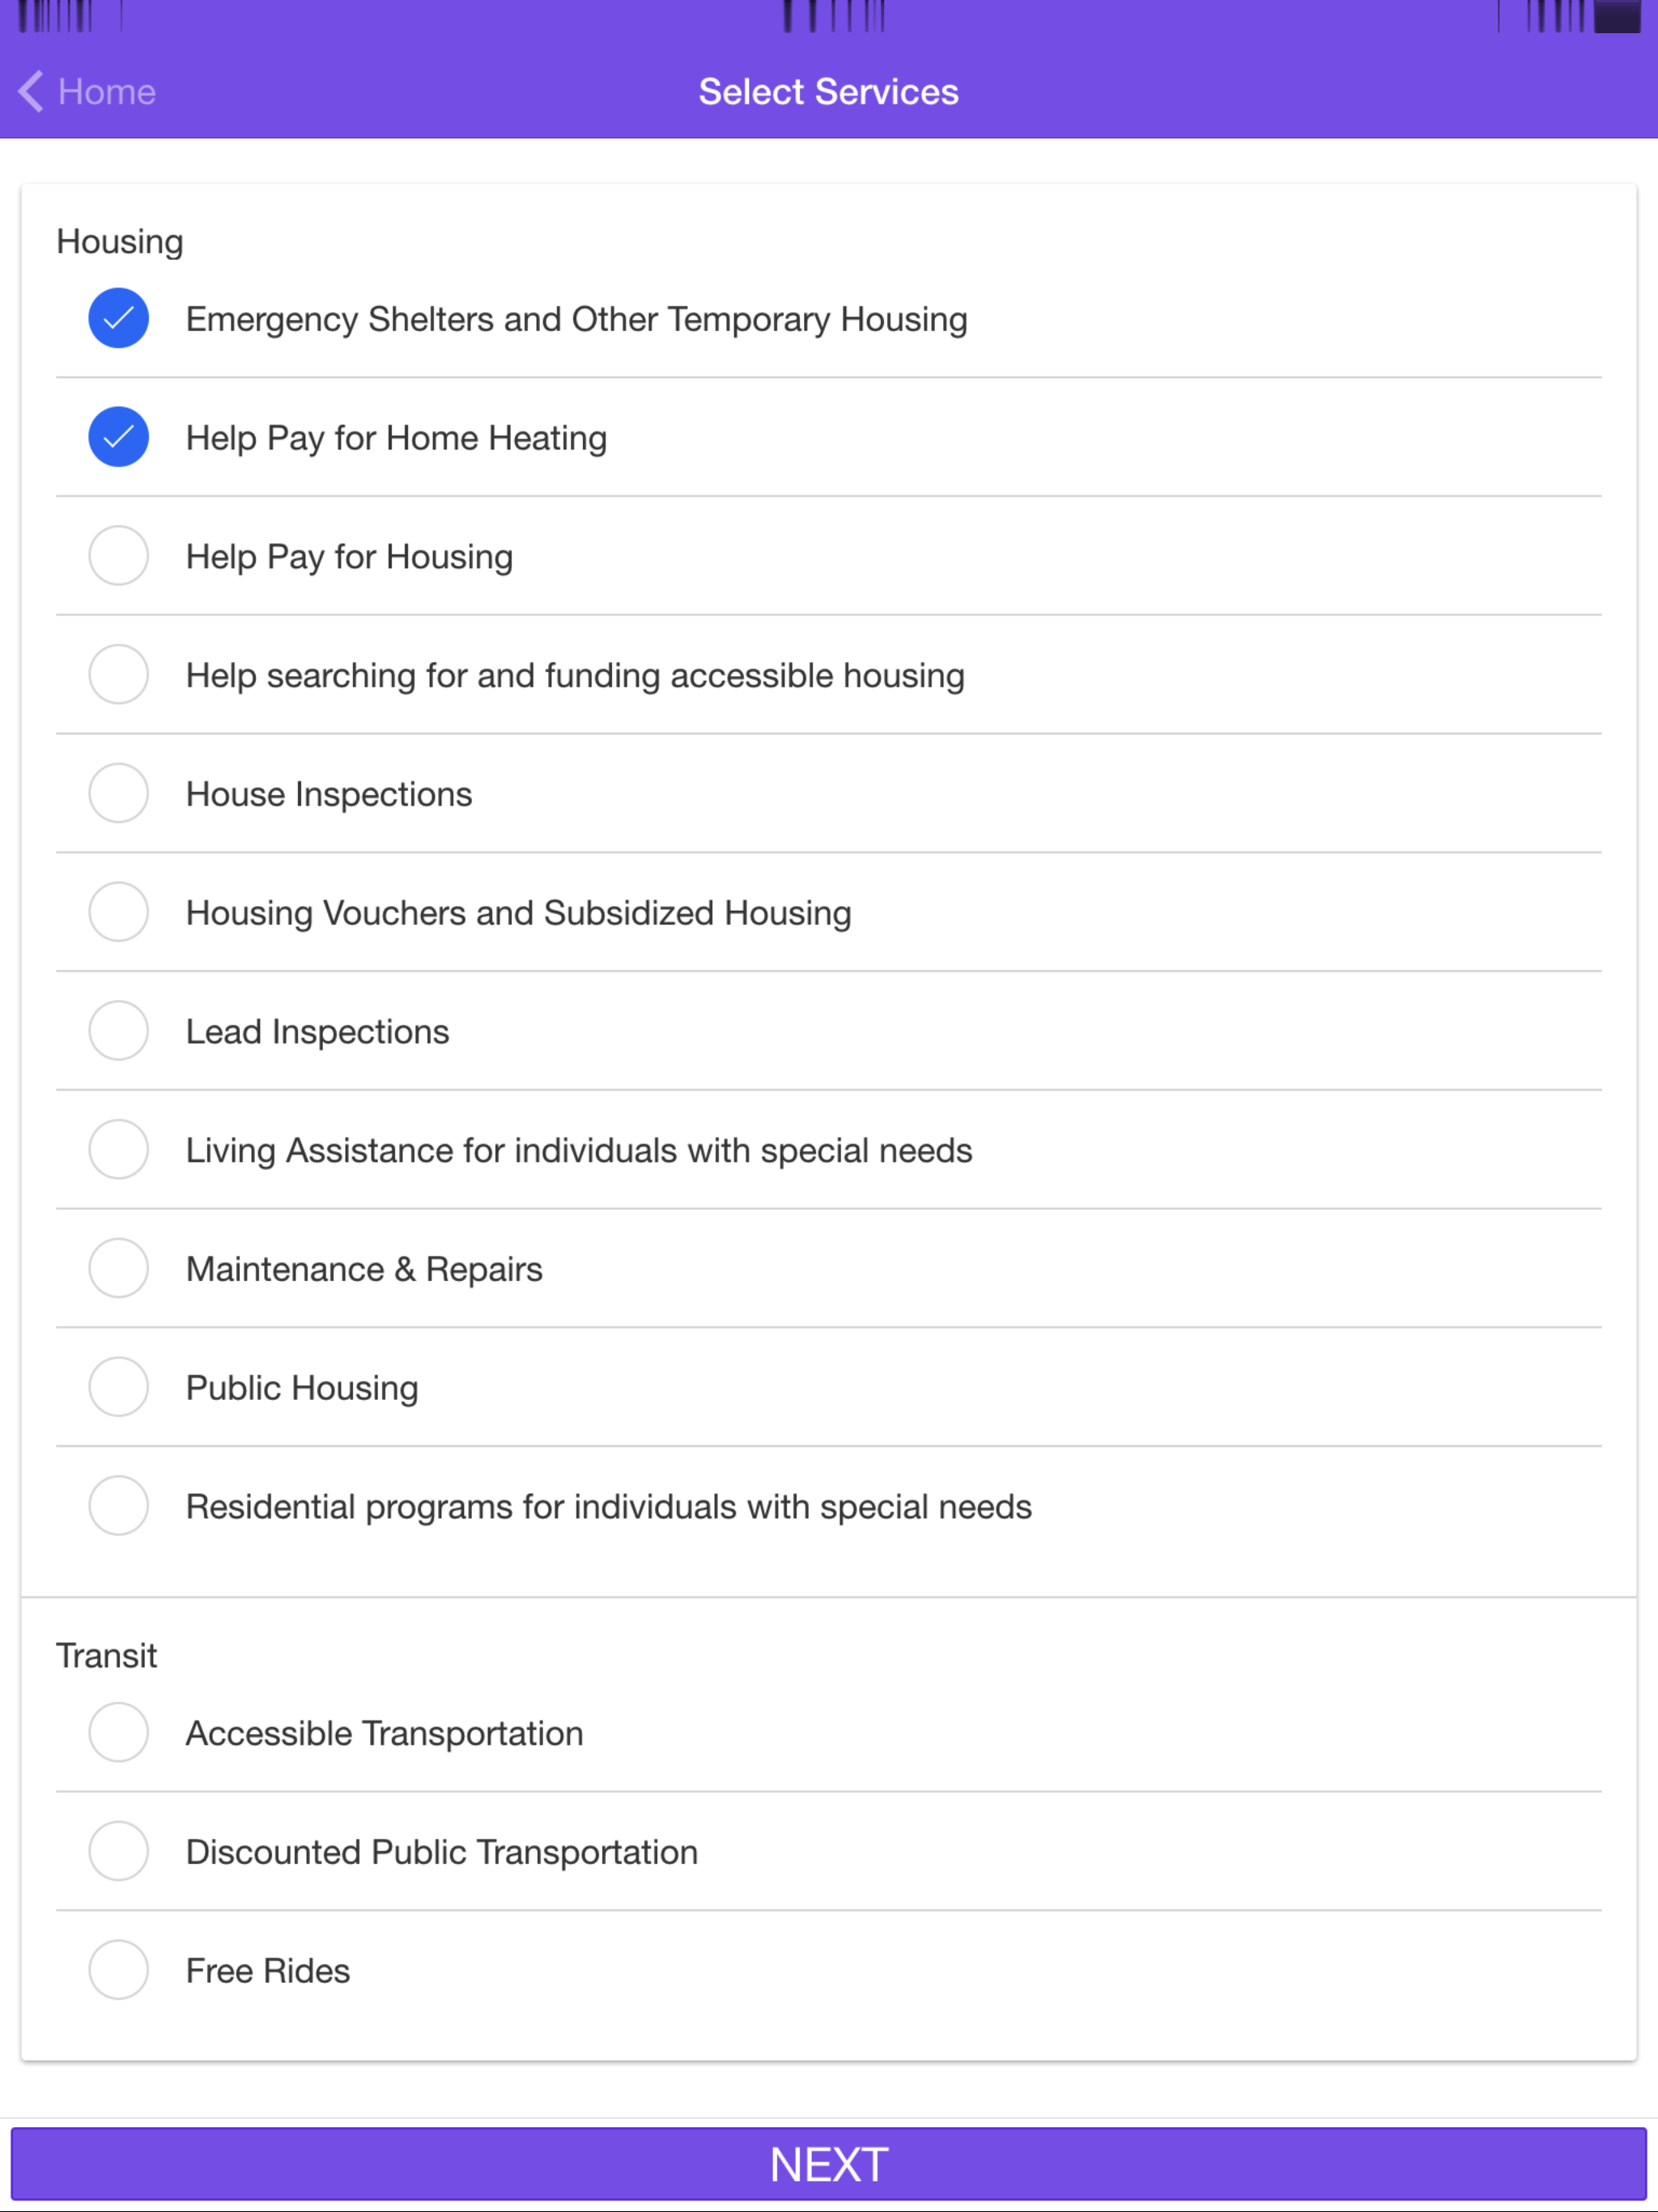 Home
Select Services
Housing
Emergency Shelters and Other Temporary Housing
Help Pay for Home Heating
Help Pay for Housing
Help searching for and funding accessible housing
House Inspections
Housing Vouchers and Subsidized Housing
Lead Inspections
Living Assistance for individuals with special needs
Maintenance & Repairs
Public Housing
Residential programs for individuals with special needs
Transit
Accessible Transportation
Discounted Public Transportation
Free Rides
NEXT